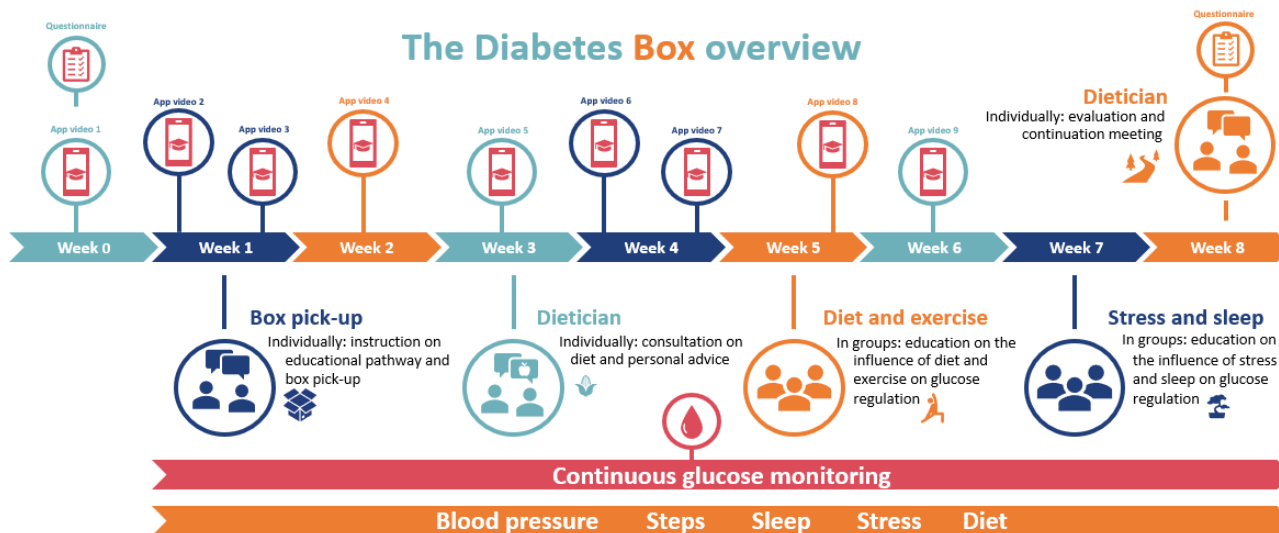 The Diabetes Box overview
Questionnaire
Questionnaire
App video 1
App video 2
App video 3
App video 4
App video 5
App video 6
App video 7
App video 8
App video 9
Dietician
Individually: evaluation and
continuation meeting
Week 0
Week 1
Week 2
Week 3
Week 4
Week 5
Week 6
Week 7
Week 8
Box pick-up
Individually: instruction on
educational pathway and
box pick-up
Dietician
Individually: consultation on
diet and personal advice
Diet and exercise
In groups: education on the
influence of diet and
exercise on glucose
regulation
Stress and sleep
In groups: education on
the influence of stress
and sleep on glucose
regulation
Continuous glucose monitoring
Blood pressure Steps Sleep Stress Diet